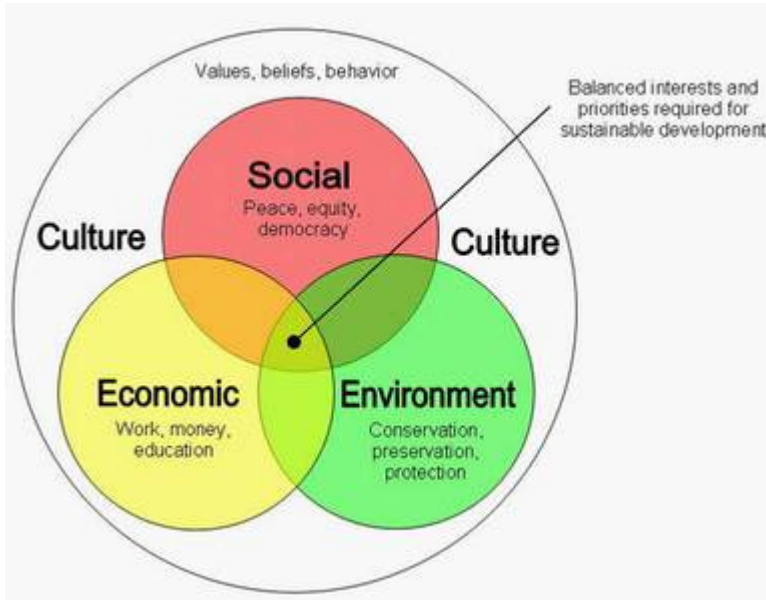 Values, beliefs, behavior
Balanced interests and
priorities required for
sustainable development
Social
Peace, equity,
democracy
Culture
Culture
Economic
Work, money,
education
Environment
Conservation,
preservation,
protection